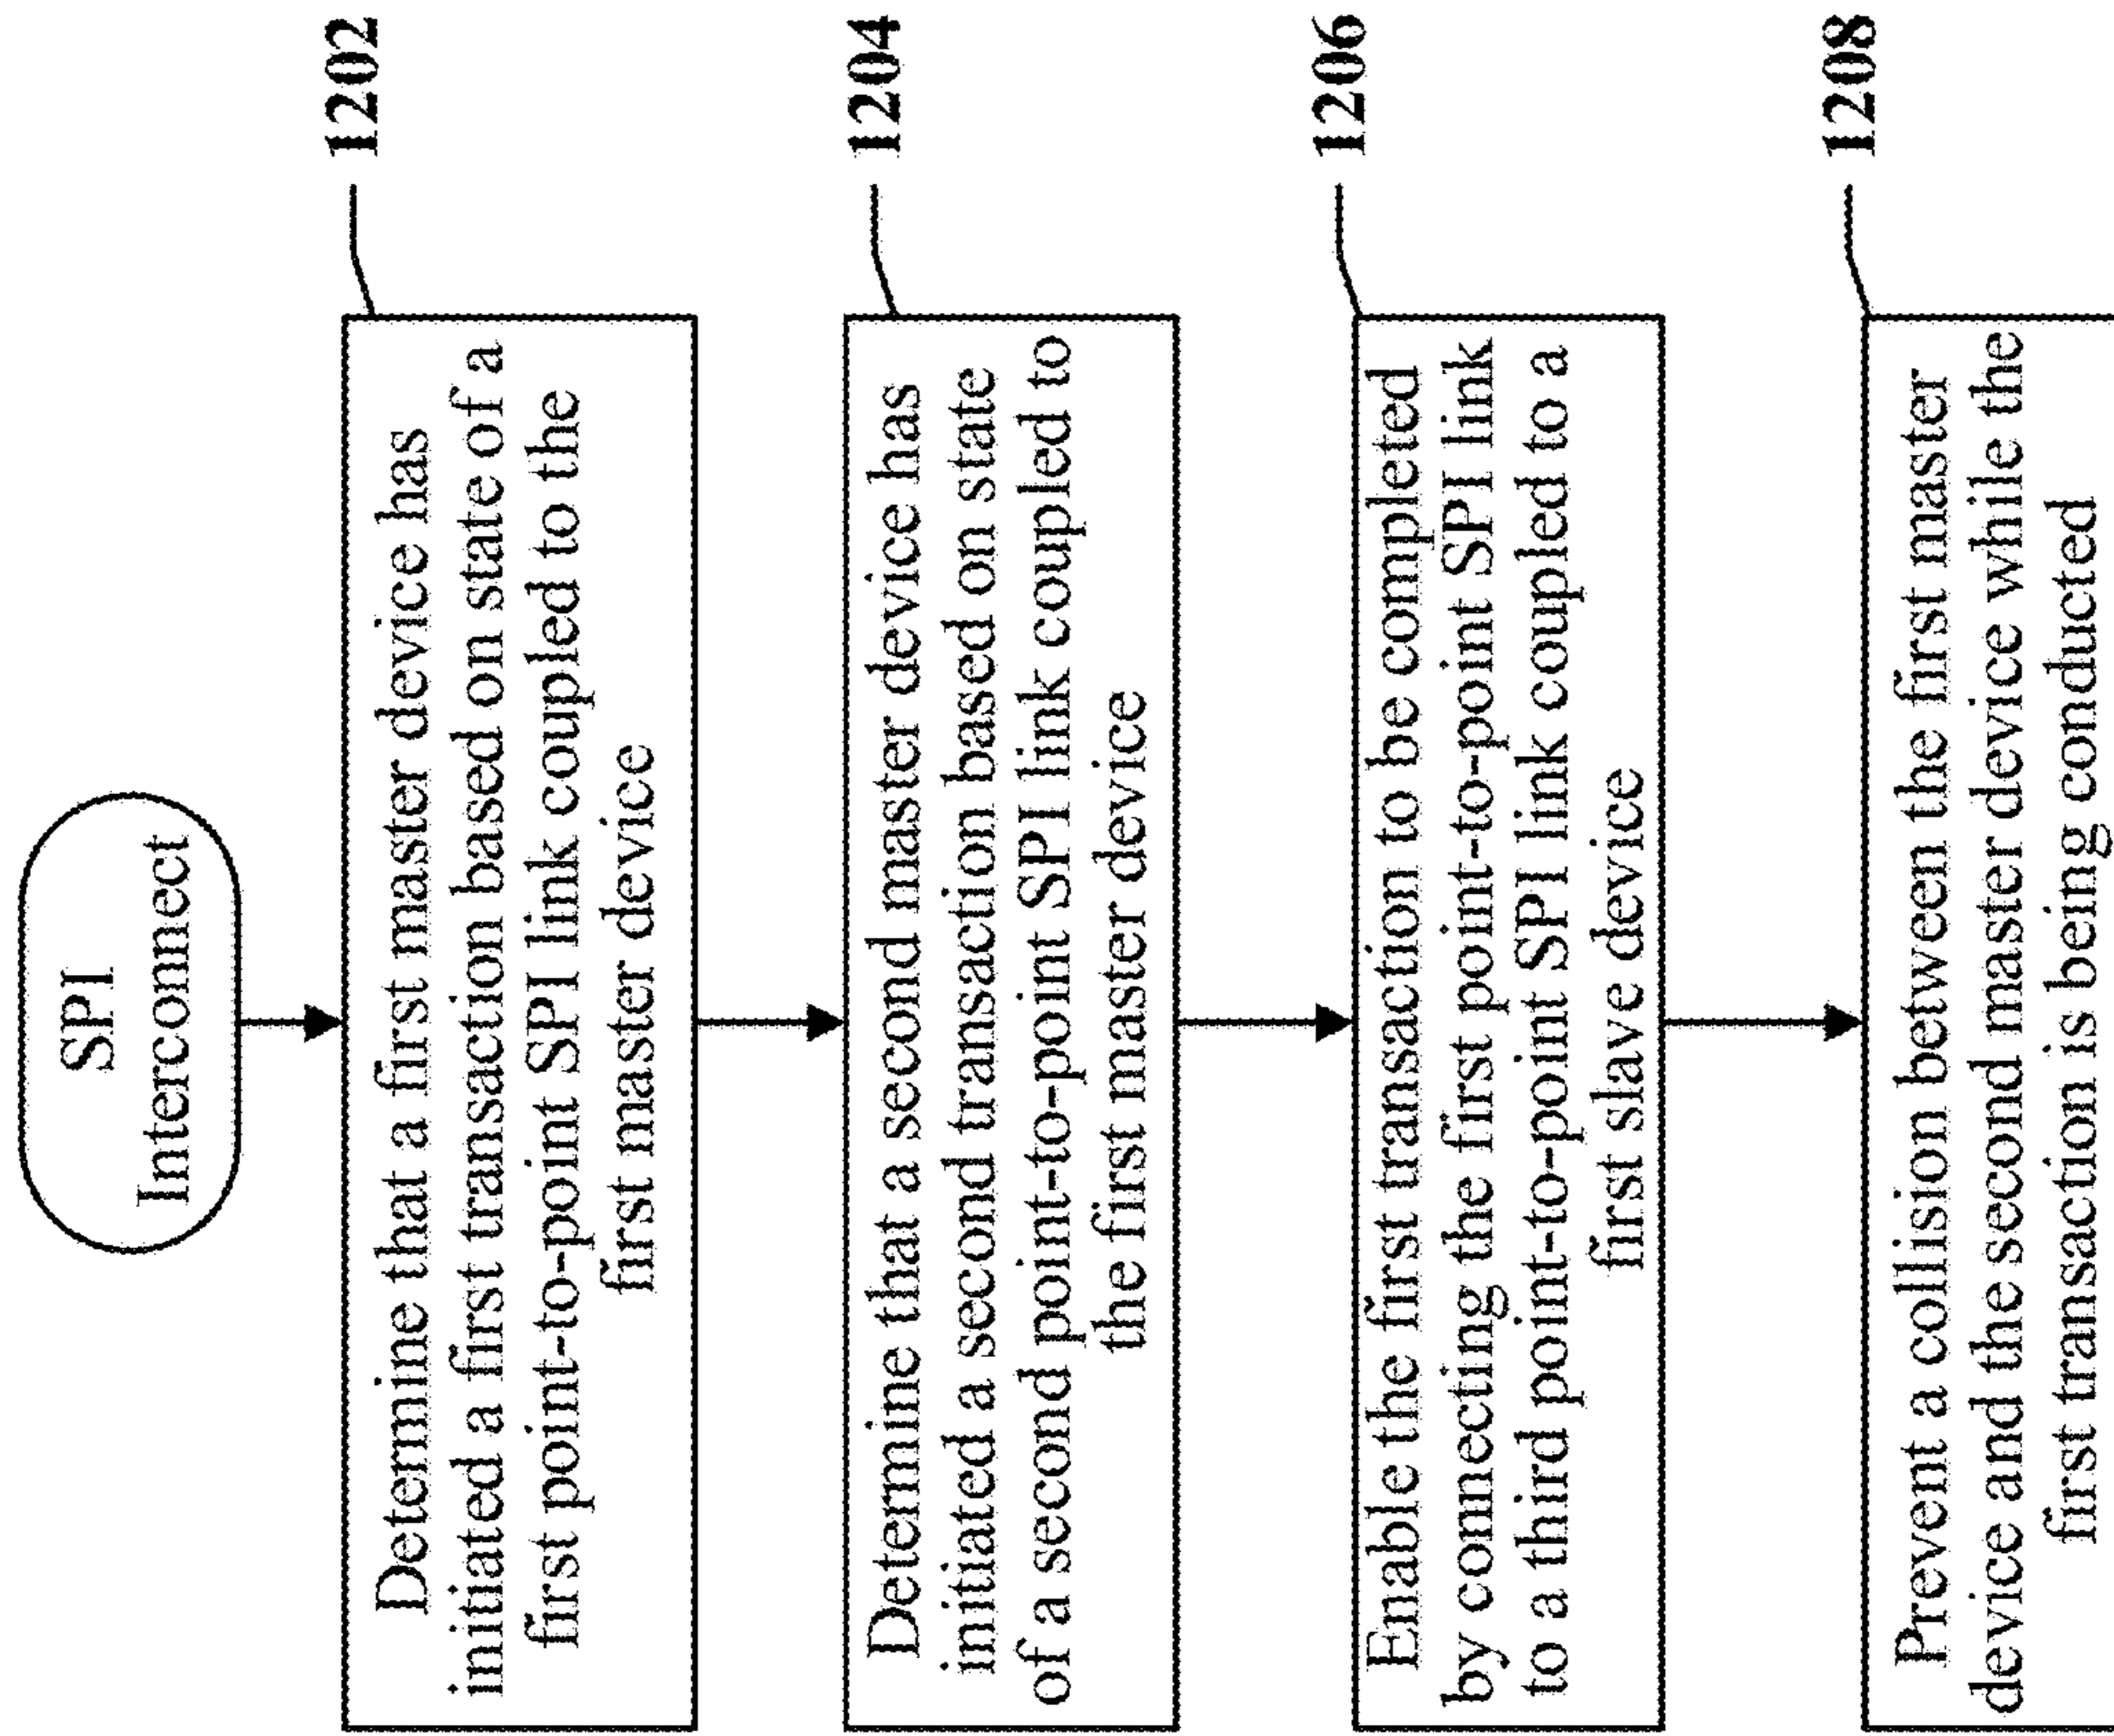 SPI
Interconnect
1202
Determine that a first master device has
initiated a first transaction based on state of a
first point-to-point SPI link coupled to the
first master device
1204
Determine that a second master device has
initiated a second transaction based on state
of a second point-to-point SPI link coupled to
the first master device
1206
Enable the first transaction to be completed
by connecting the first point-to-point SPI link
to a third point-to-point SPI link coupled to a
first slave device
1208
Prevent a collision between the first master
device and the second master device while the
first transaction is being conducted